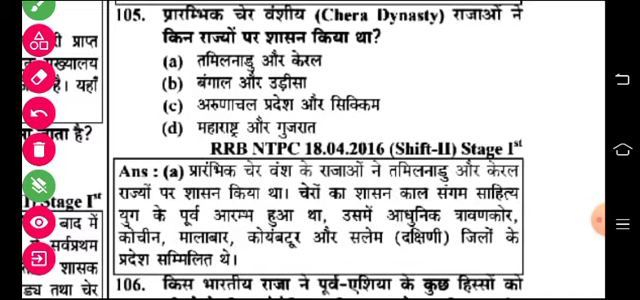 105. प्रारम्भिक चेर वंशीय (Chera Dynasty) राजाओं ने
किन राज्यों पर शासन किया था?
(a) तमिलनाडु और केरल
(b) बंगाल और उड़ीसा
(c) अरुणाचल प्रदेश और सिक्किम
(d) महाराष्ट्र और गुजरात
RRB NTPC 18.04.2016 (Shift-II) Stage Ist
Ans : (a) प्रारंभिक चेर वंश के राजाओं ने तमिलनाडु और केरल
राज्यों पर शासन किया था। चेरों का शासन काल संगम साहित्य
युग के पूर्व आरम्भ हुआ था, उसमें आधुनिक त्रावणकोर,
कोचीन, मालाबार, कोयंबटूर और सलेम (दक्षिणी) जिलों के
प्रदेश सम्मिलित थे।
106. किस भारतीय राजा ने पूर्व-एशिया के कुछ हिस्सों को
प्राप्त
है। यहाँ
जाता है?
Stage Ist
बाद में
सर्वप्रथम
शासक
तथा चेर